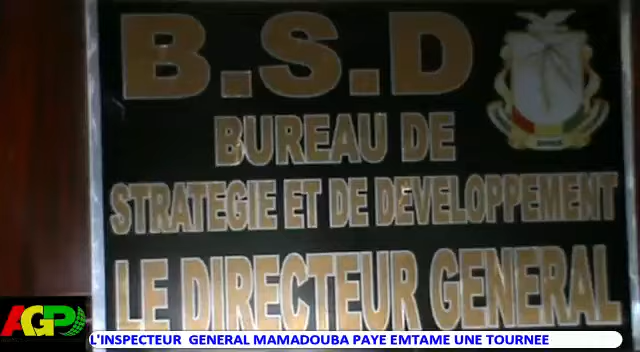 B.S.D
BUREAU DE
STRATEGIE ET DE DEVELOPPEMENT
LE DIRECTEUR GENERAL
AGP
L'INSPECTEUR GENERAL MAMADOUBA PAYE EMTAME UNE TOURNEE